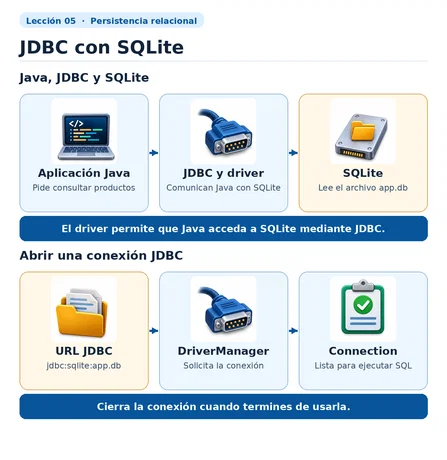 Lección 05 · Persistencia relacional
JDBC con SQLite
Java, JDBC y SQLite
</>
Aplicación Java
Pide consultar productos
JDBC y driver
Comunican Java con SQLite
SQLite
Lee el archivo app.db
El driver permite que Java acceda a SQLite mediante JDBC.
Abrir una conexión JDBC
URL JDBC
jdbc:sqlite:app.db
DriverManager
Solicita la conexión
Connection
Lista para ejecutar SQL
Cierra la conexión cuando termines de usarla.